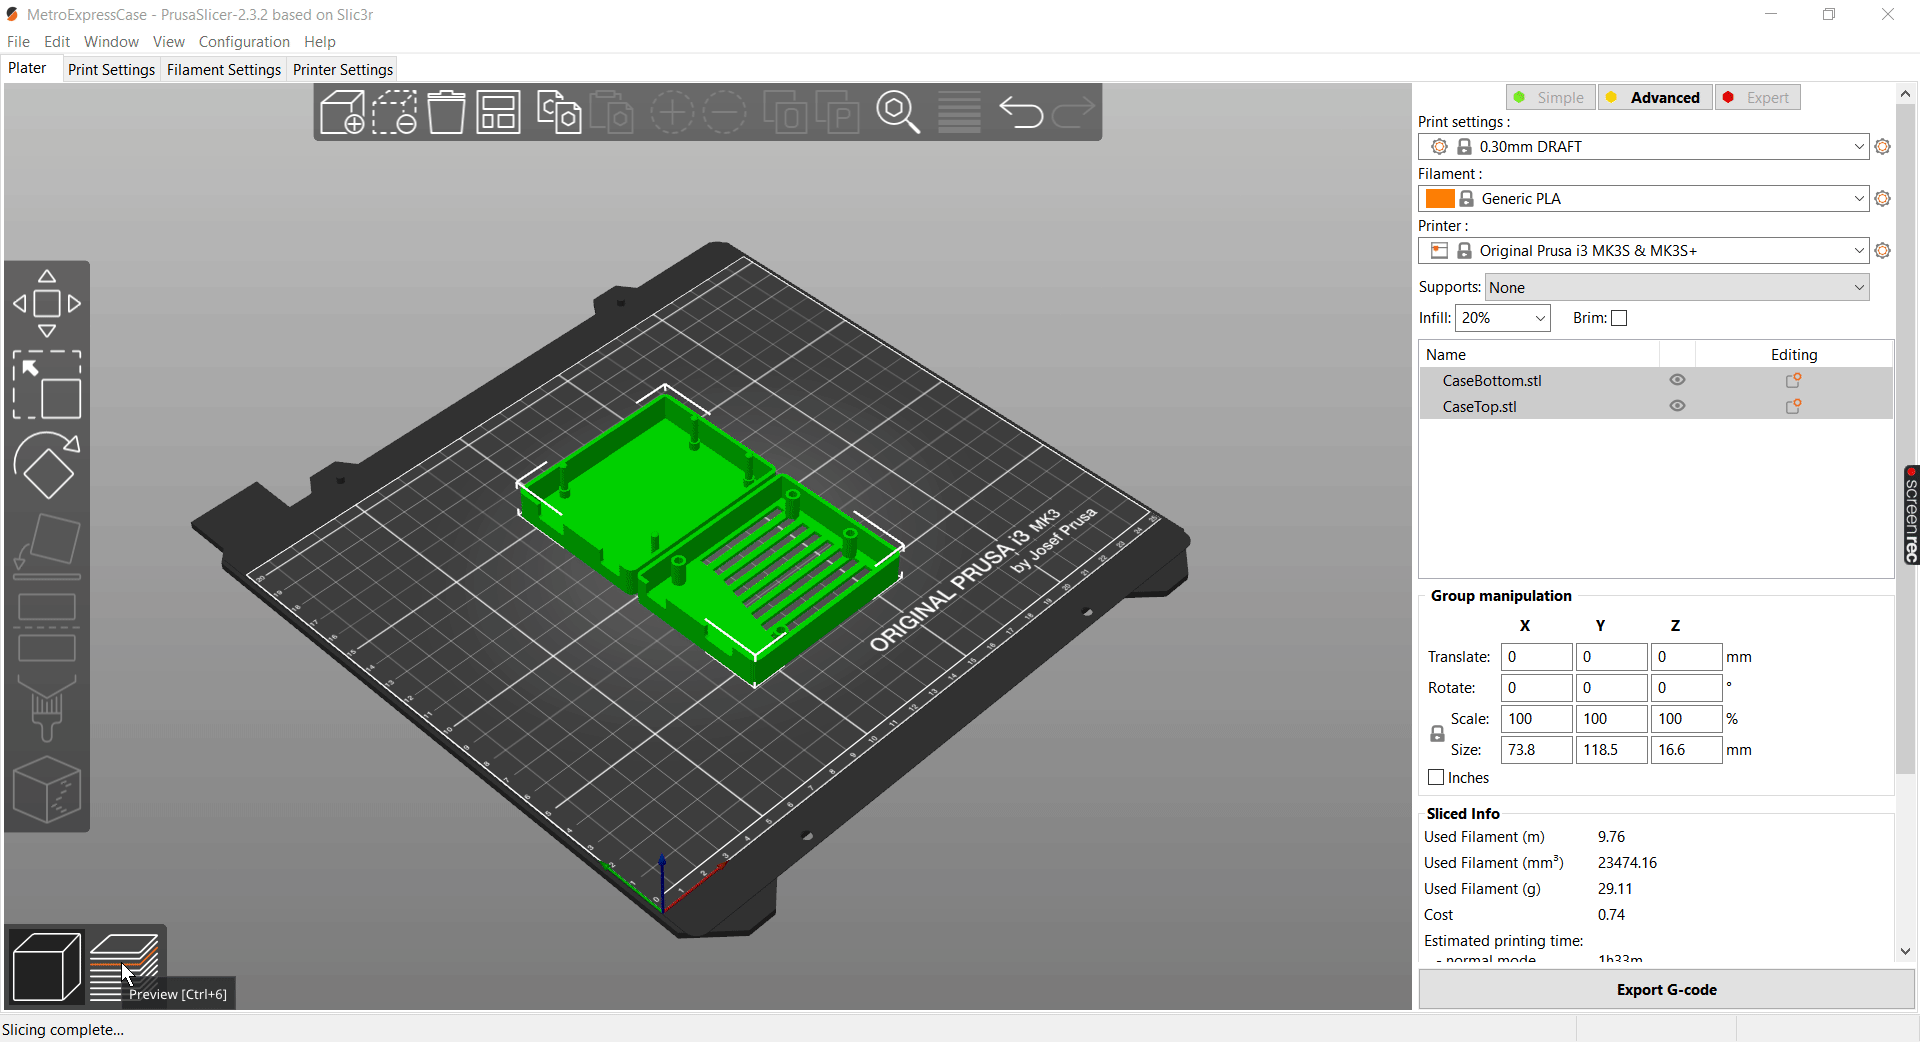 MetroExpressCase - PrusaSlicer-2.3.2 based on Slic3r
File Edit Window View Configuration Help
Plater Print Settings Filament Settings Printer Settings
Simple Advanced Expert
Print settings :
0.30mm DRAFT
Filament :
Generic PLA
Printer :
Original Prusa i3 MK3S & MK3S+
Supports: None
Infill: 20% Brim:
Name Editing
CaseBottom.stl
CaseTop.stl
ORIGINAL PRUSA i3 MK3
by Josef Prusa
screenrec
Group manipulation
X Y Z
Translate: 0 0 0 mm
Rotate: 0 0 0 °
Scale: 100 100 100 %
Size: 73.8 118.5 16.6 mm
Inches
Sliced Info
Used Filament (m) 9.76
Used Filament (mm³) 23474.16
Used Filament (g) 29.11
Cost 0.74
Estimated printing time:
- normal mode 1h33m
Export G-code
Preview [Ctrl+6]
Slicing complete...